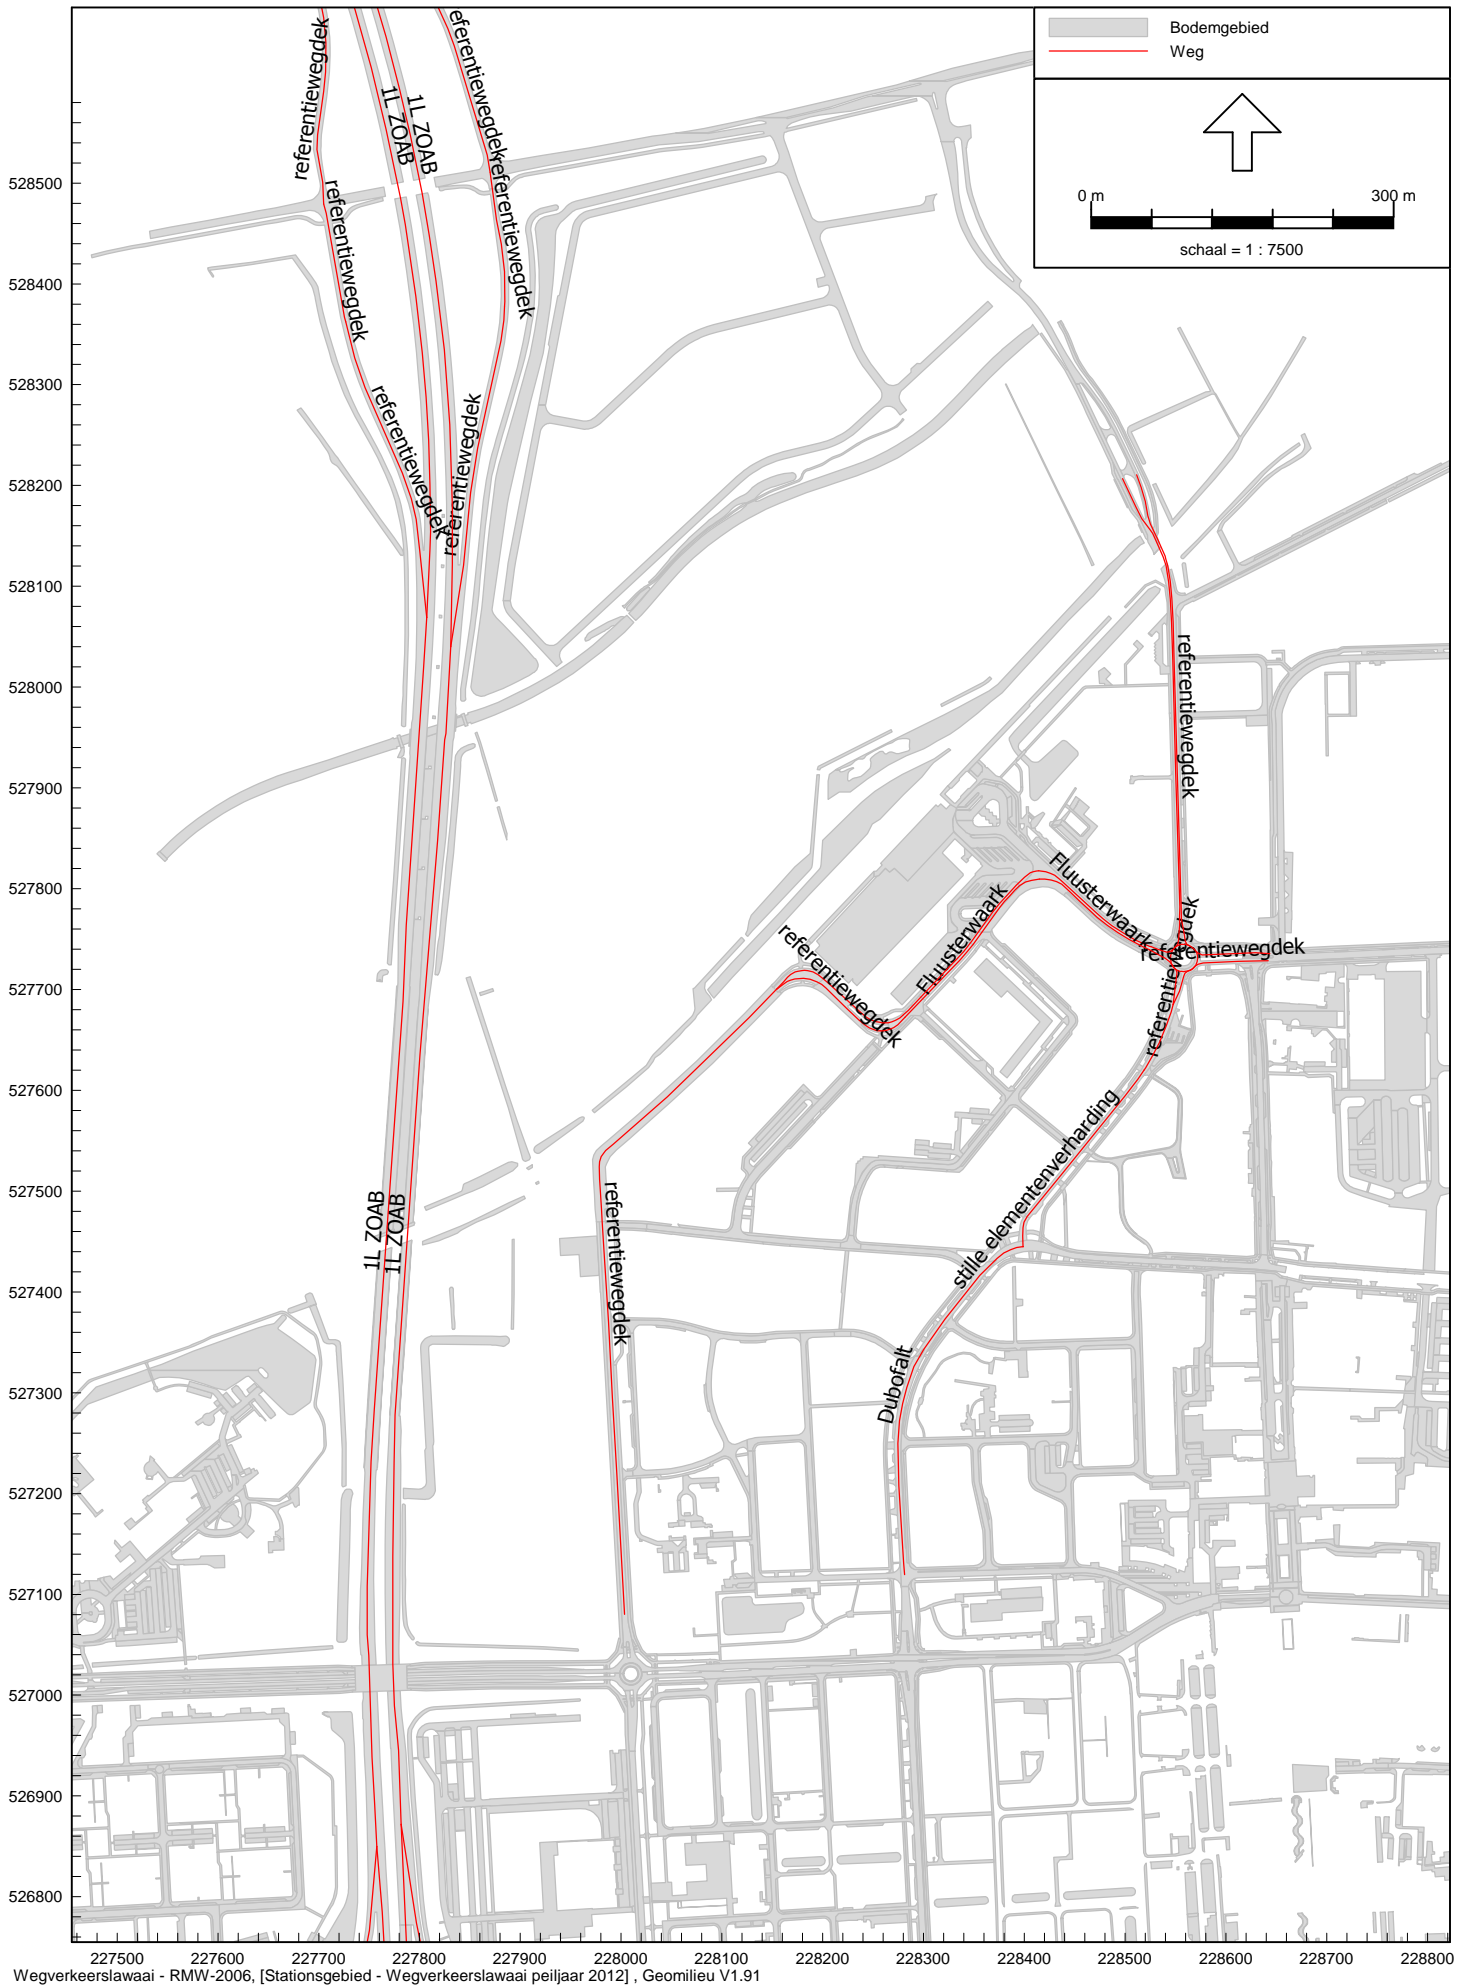 Bodemgebied
Weg
0 m 300 m
schaal = 1 : 7500
referentiewegdek
1L ZOAB
1L ZOAB
eferentiewegdek
referentiewegdek
referentiewegdek
referentiewegdek
referentiewegdek
referentiewegdek
Fluusterwaark
referentiewegdek
referentiewegdek
Fluusterwaark
referentiewegdek
referentiewegdek
stille elementenverharding
1L ZOAB
1L ZOAB
referentiewegdek
Dubofalt
528500
528400
528300
528200
528100
528000
527900
527800
527700
527600
527500
527400
527300
527200
527100
527000
526900
526800
227500 227600 227700 227800 227900 228000 228100 228200 228300 228400 228500 228600 228700 228800
Wegverkeerslawaai - RMW-2006, [Stationsgebied - Wegverkeerslawaai peiljaar 2012] , Geomilieu V1.91